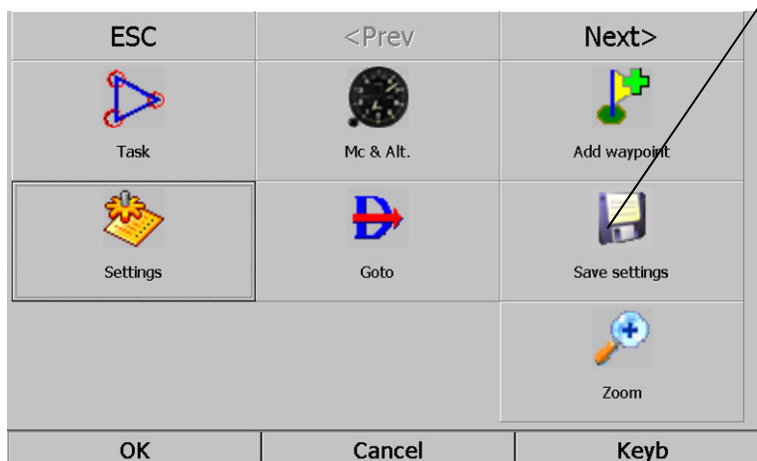 ESC
<Prev
Next>
Task
Mc & Alt.
Add waypoint
Settings
Goto
Save settings
Zoom
OK
Cancel
Keyb